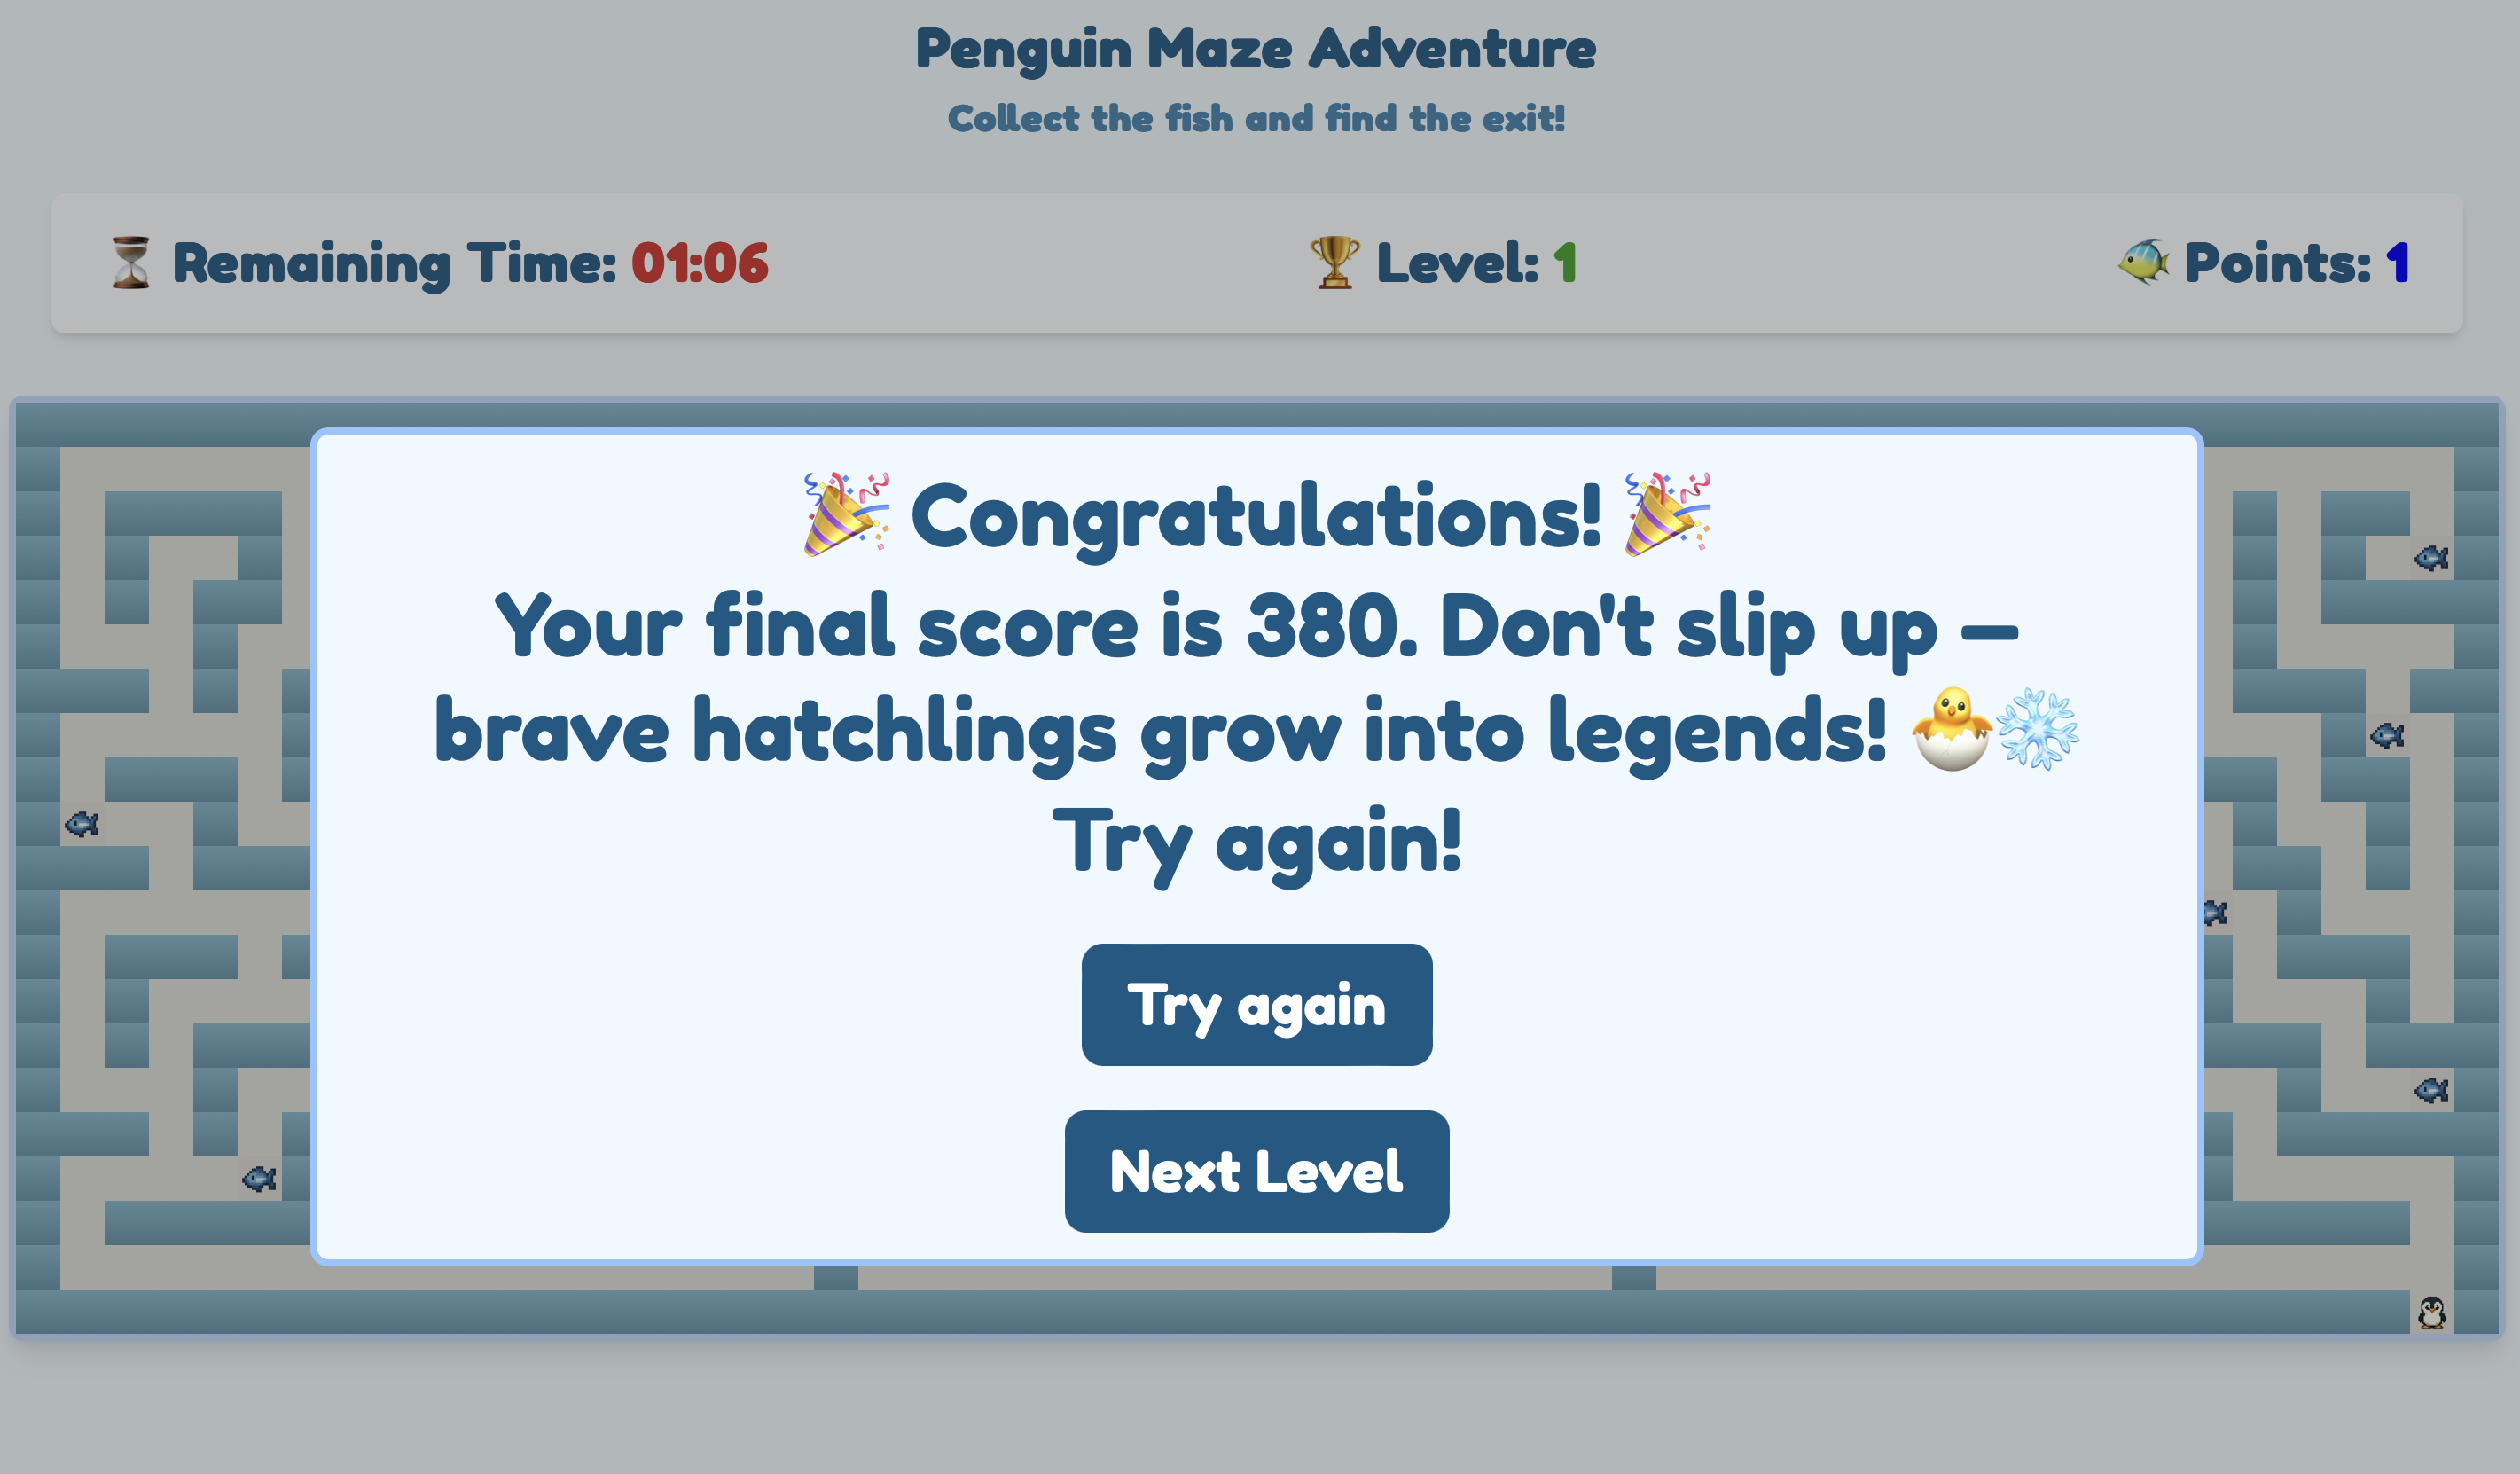 Penguin Maze Adventure
Collect the fish and find the exit!
⏳ Remaining Time: 01:06
🏆 Level: 1
🐠 Points: 1
🎉 Congratulations! 🎉
Your final score is 380. Don't slip up –
brave hatchlings grow into legends! 🐣❄️
Try again!
Try again
Next Level